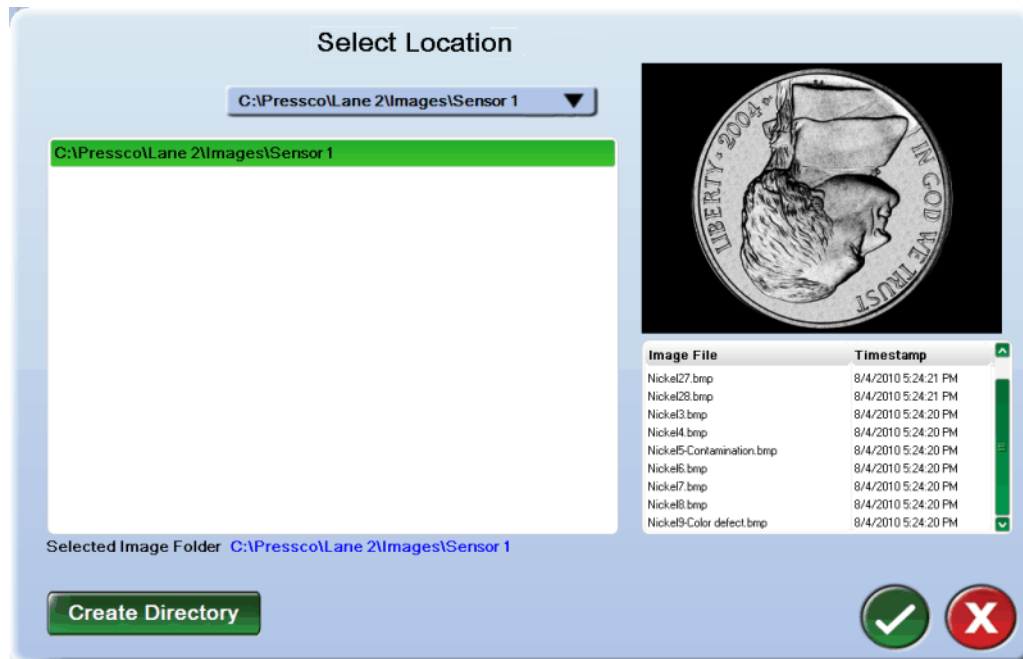 Select Location
C:\Pressco\Lane 2\Images\Sensor 1
C:\Pressco\Lane 2\Images\Sensor 1
LIBERTY · 2004
IN GOD WE TRUST
Image File Timestamp
Nickel27.bmp 8/4/2010 5:24:21 PM
Nickel28.bmp 8/4/2010 5:24:21 PM
Nickel3.bmp 8/4/2010 5:24:20 PM
Nickel4.bmp 8/4/2010 5:24:20 PM
Nickel5-Contamination.bmp 8/4/2010 5:24:20 PM
Nickel6.bmp 8/4/2010 5:24:20 PM
Nickel7.bmp 8/4/2010 5:24:20 PM
Nickel8.bmp 8/4/2010 5:24:20 PM
Nickel9-Color defect.bmp 8/4/2010 5:24:20 PM
Selected Image Folder C:\Pressco\Lane 2\Images\Sensor 1
Create Directory